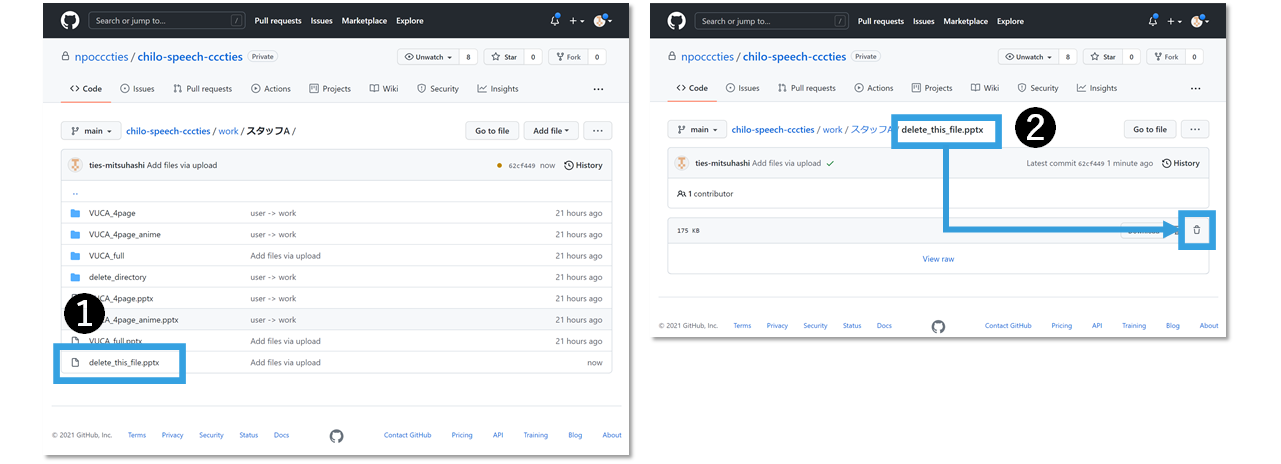 Search or jump to... /
Pull requests Issues Marketplace Explore
npocccties / chilo-speech-cccties Private
Unwatch 8 Star 0 Fork 0
Code Issues Pull requests Actions Projects Wiki Security Insights ...
main chilo-speech-cccties / work / スタッフA / Go to file Add file ...
ties-mitsuhashi Add files via upload 62cf449 now History
..
VUCA_4page user -> work 21 hours ago
VUCA_4page_anime user -> work 21 hours ago
VUCA_full Add files via upload 21 hours ago
delete_directory user -> work 21 hours ago
1
CA_4page.pptx user -> work 21 hours ago
CA_4page_anime.pptx user -> work 21 hours ago
VUCA_full.pptx Add files via upload 21 hours ago
delete_this_file.pptx Add files via upload now
© 2021 GitHub, Inc. Terms Privacy Security Status Docs Contact GitHub Pricing API Training Blog About
Search or jump to... /
Pull requests Issues Marketplace Explore
npocccties / chilo-speech-cccties Private
Unwatch 8 Star 0 Fork 0
Code Issues Pull requests Actions Projects Wiki Security Insights ...
main chilo-speech-cccties / work / スタッフA / delete_this_file.pptx 2 Go to file ...
ties-mitsuhashi Add files via upload Latest commit 62cf449 1 minute ago History
1 contributor
175 KB
View raw
© 2021 GitHub, Inc. Terms Privacy Security Status Docs Contact GitHub Pricing API Training Blog About